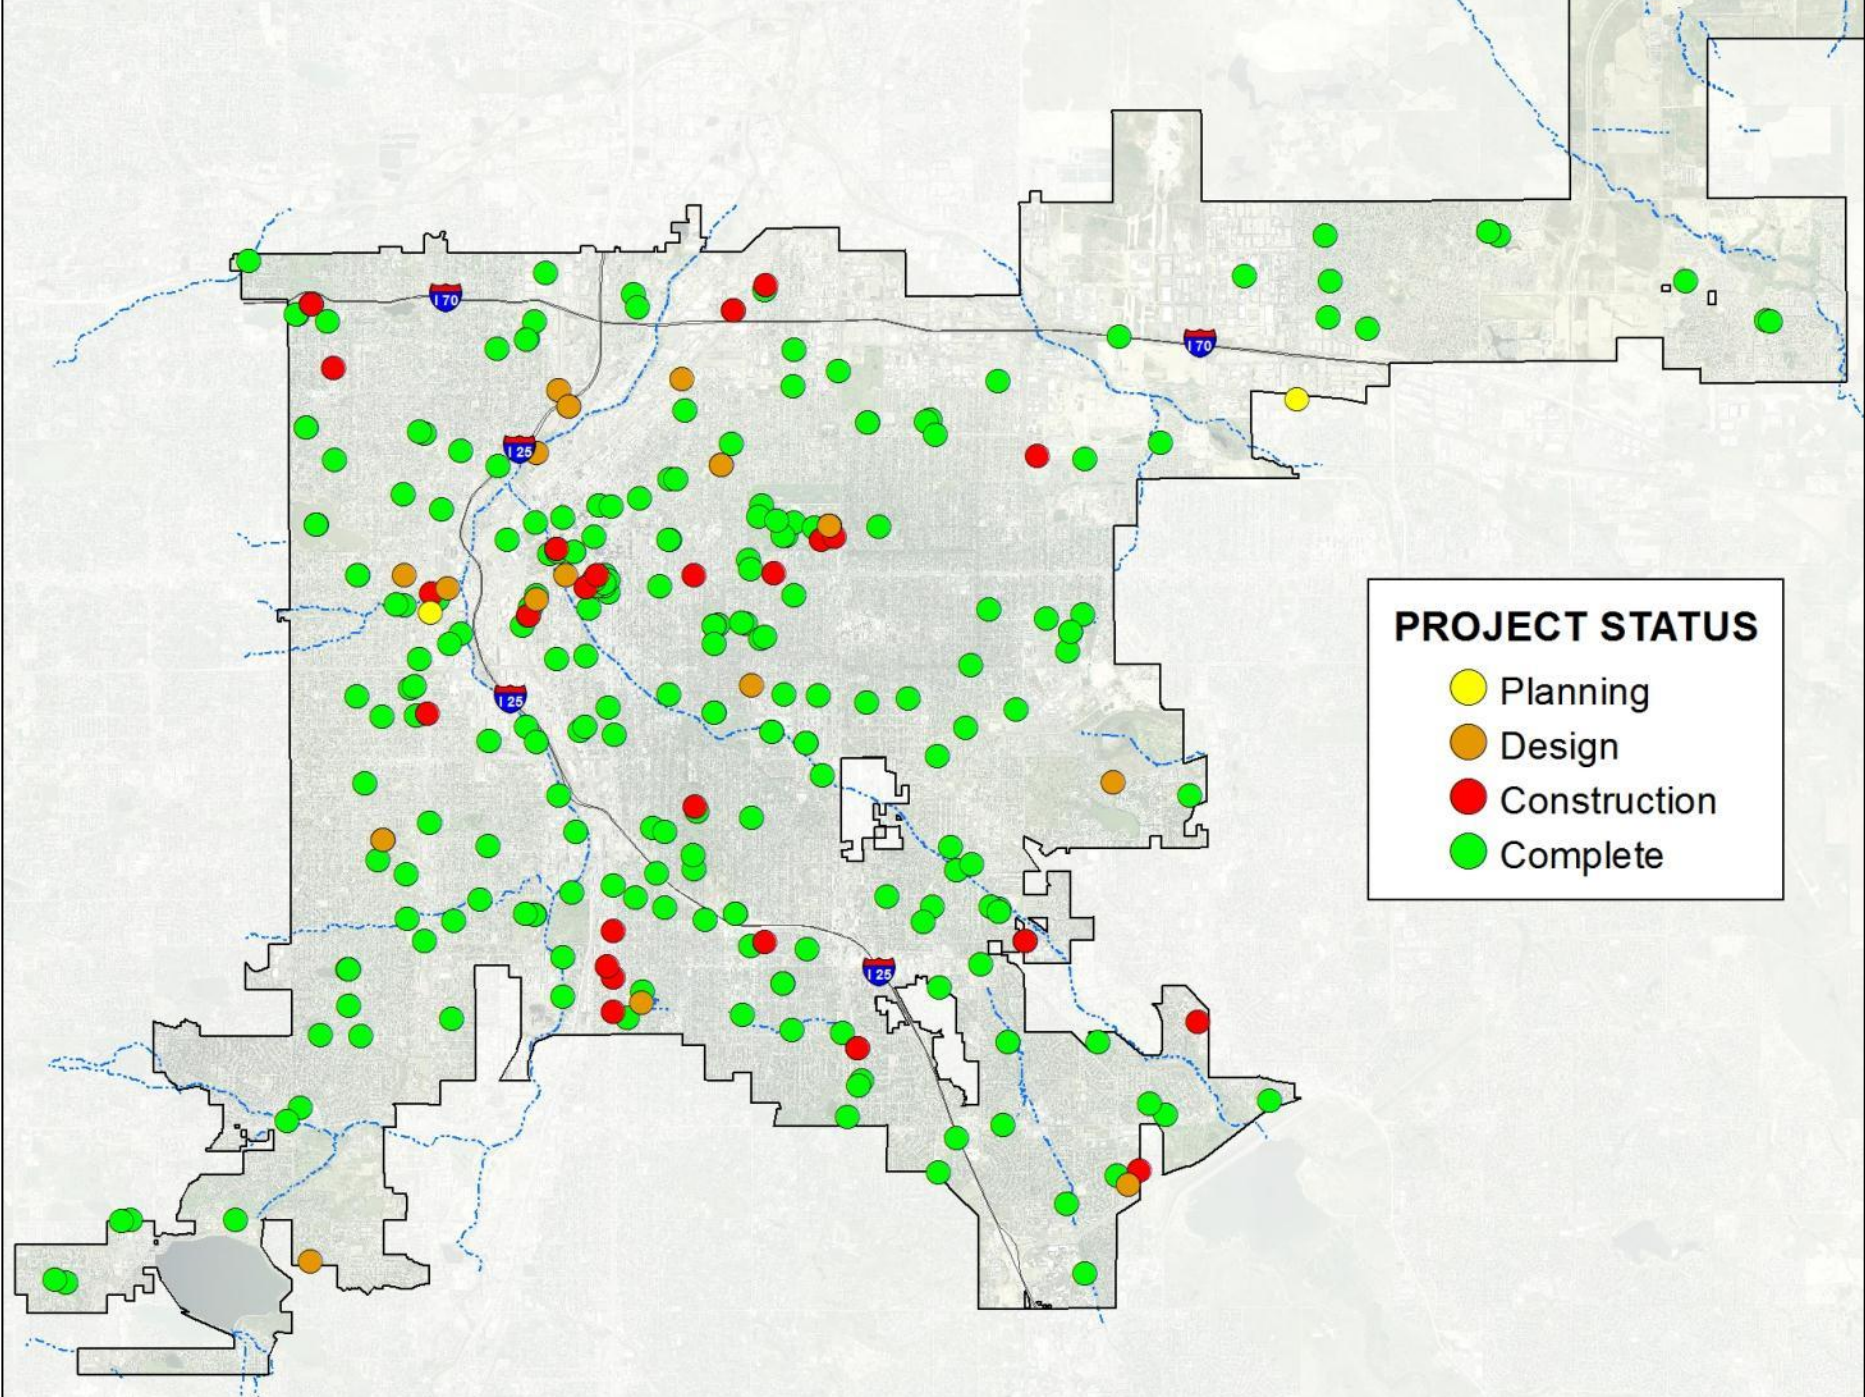 I 70
I 70
I 25
PROJECT STATUS
Planning
Design
Construction
Complete
I 25
I 25